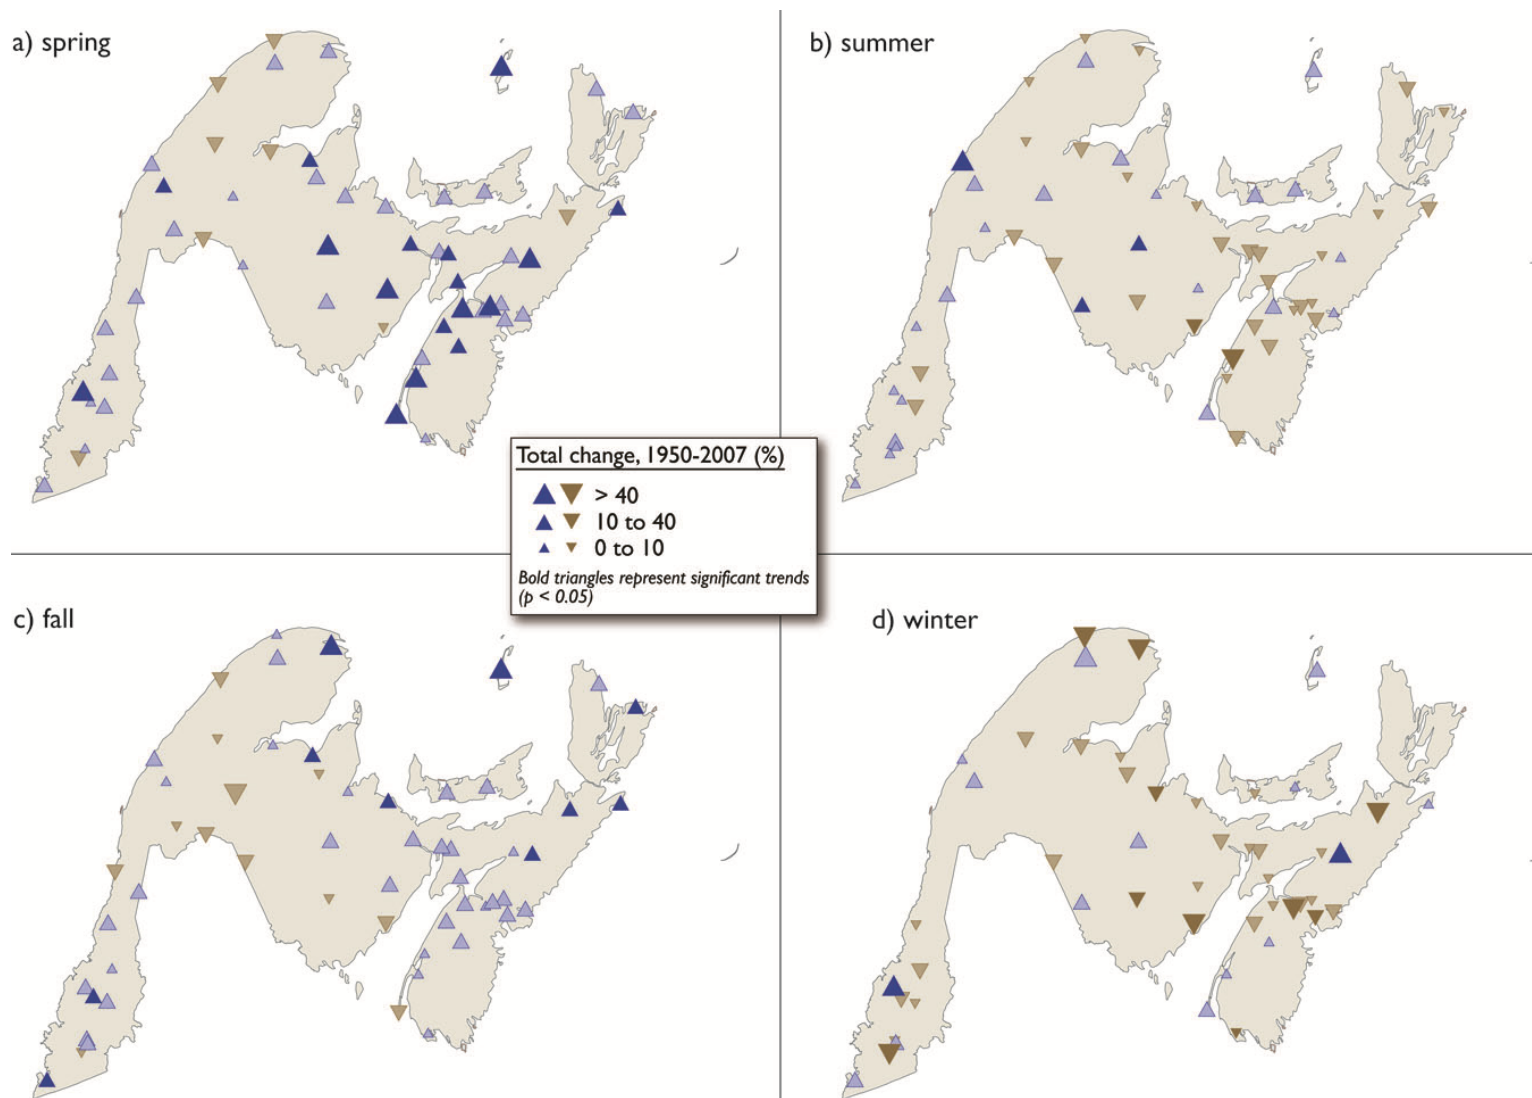 a) spring
b) summer
Total change, 1950-2007 (%)
> 40
10 to 40
0 to 10
Bold triangles represent significant trends
(p < 0.05)
c) fall
d) winter